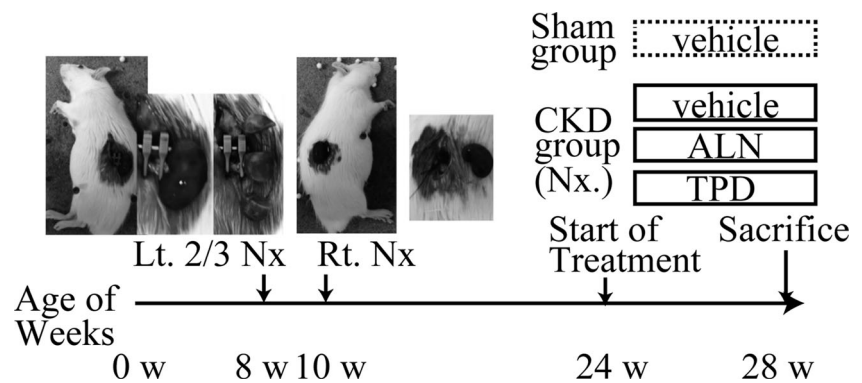 Sham
group
vehicle
CKD
group
(Nx.)
vehicle
ALN
TPD
Lt. 2/3 Nx
Rt. Nx
Start of
Treatment
Sacrifice
Age of
Weeks
0 w
8 w
10 w
24 w
28 w